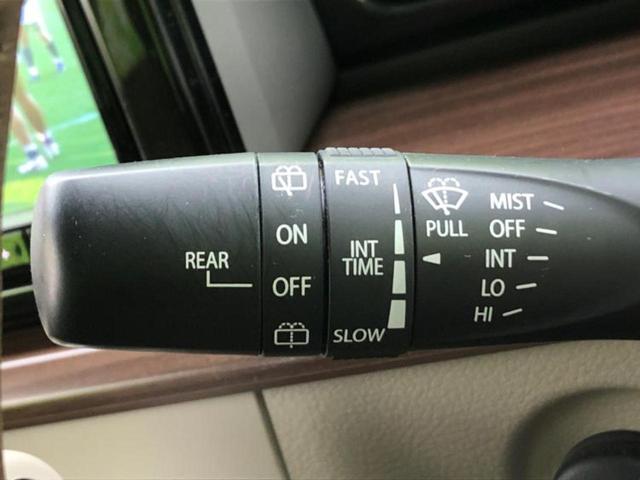 REAR
ON
OFF
FAST
INT
TIME
SLOW
PULL
MIST
OFF
INT
LO
HI